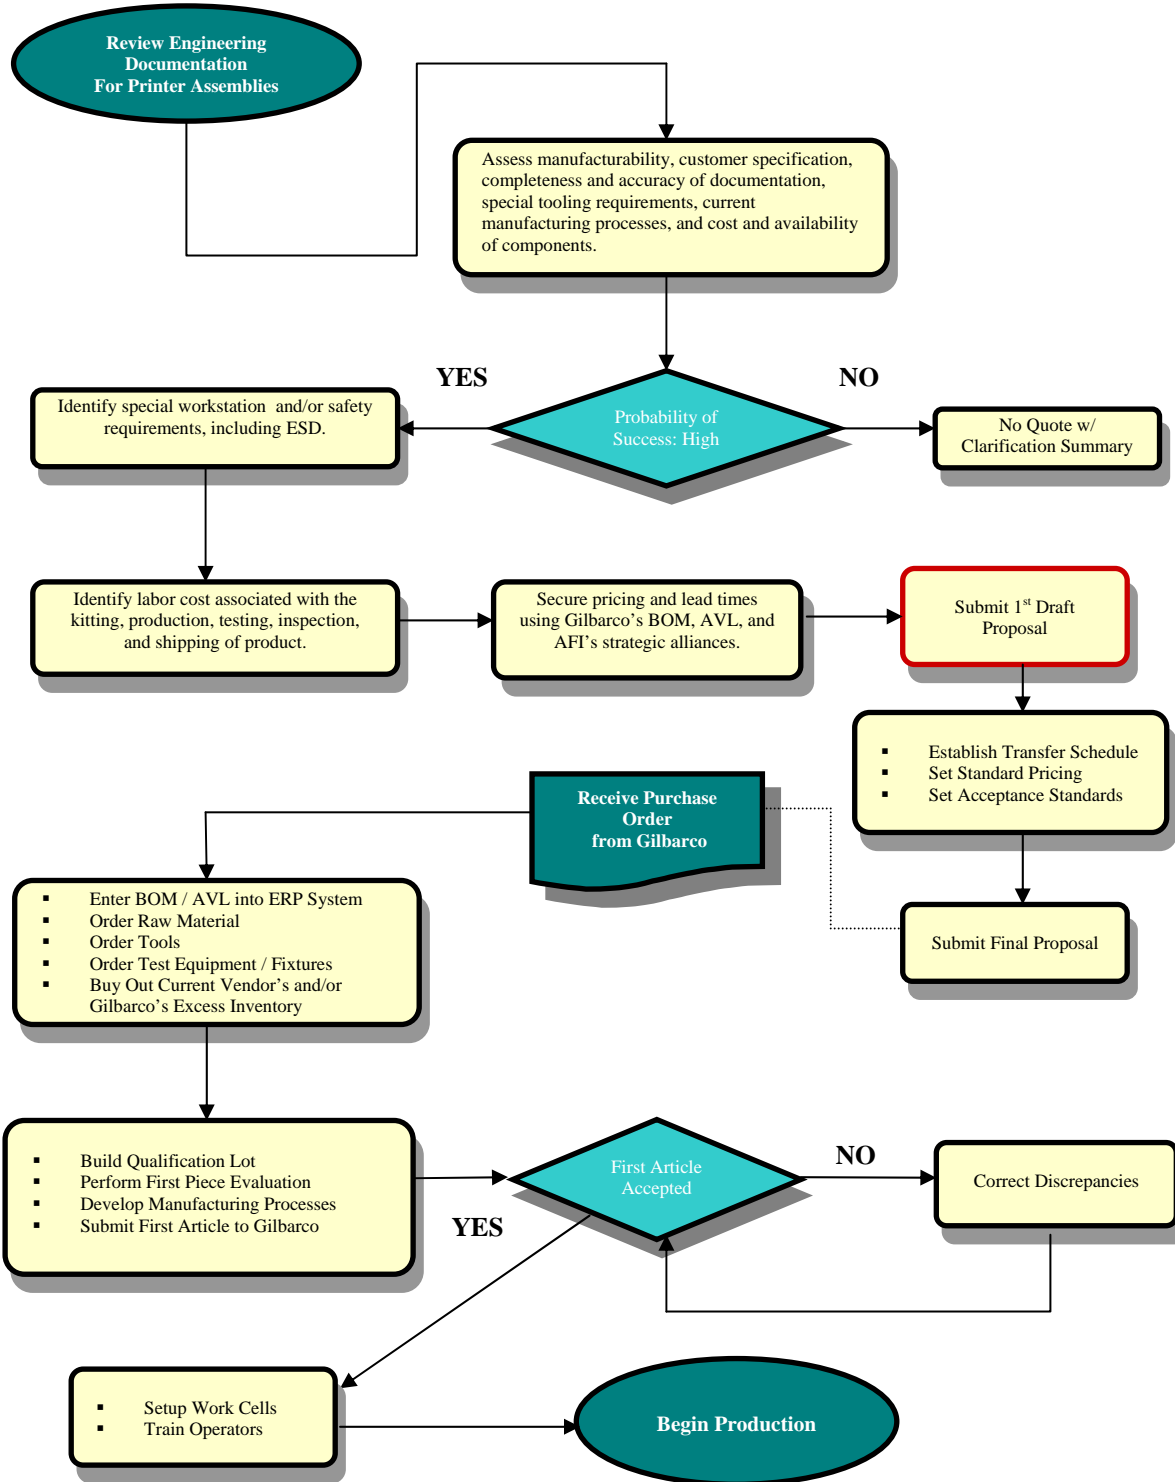 Review Engineering
Documentation
For Printer Assemblies
Assess manufacturability, customer specification,
completeness and accuracy of documentation,
special tooling requirements, current
manufacturing processes, and cost and availability
of components.
YES
NO
Probability of
Success: High
Identify special workstation and/or safety
requirements, including ESD.
No Quote w/
Clarification Summary
Identify labor cost associated with the
kitting, production, testing, inspection,
and shipping of product.
Secure pricing and lead times
using Gilbarco’s BOM, AVL, and
AFI’s strategic alliances.
Submit 1st Draft
Proposal
▪ Establish Transfer Schedule
▪ Set Standard Pricing
▪ Set Acceptance Standards
Submit Final Proposal
Receive Purchase
Order
from Gilbarco
▪ Enter BOM / AVL into ERP System
▪ Order Raw Material
▪ Order Tools
▪ Order Test Equipment / Fixtures
▪ Buy Out Current Vendor’s and/or
Gilbarco’s Excess Inventory
▪ Build Qualification Lot
▪ Perform First Piece Evaluation
▪ Develop Manufacturing Processes
▪ Submit First Article to Gilbarco
First Article
Accepted
NO
YES
Correct Discrepancies
▪ Setup Work Cells
▪ Train Operators
Begin Production